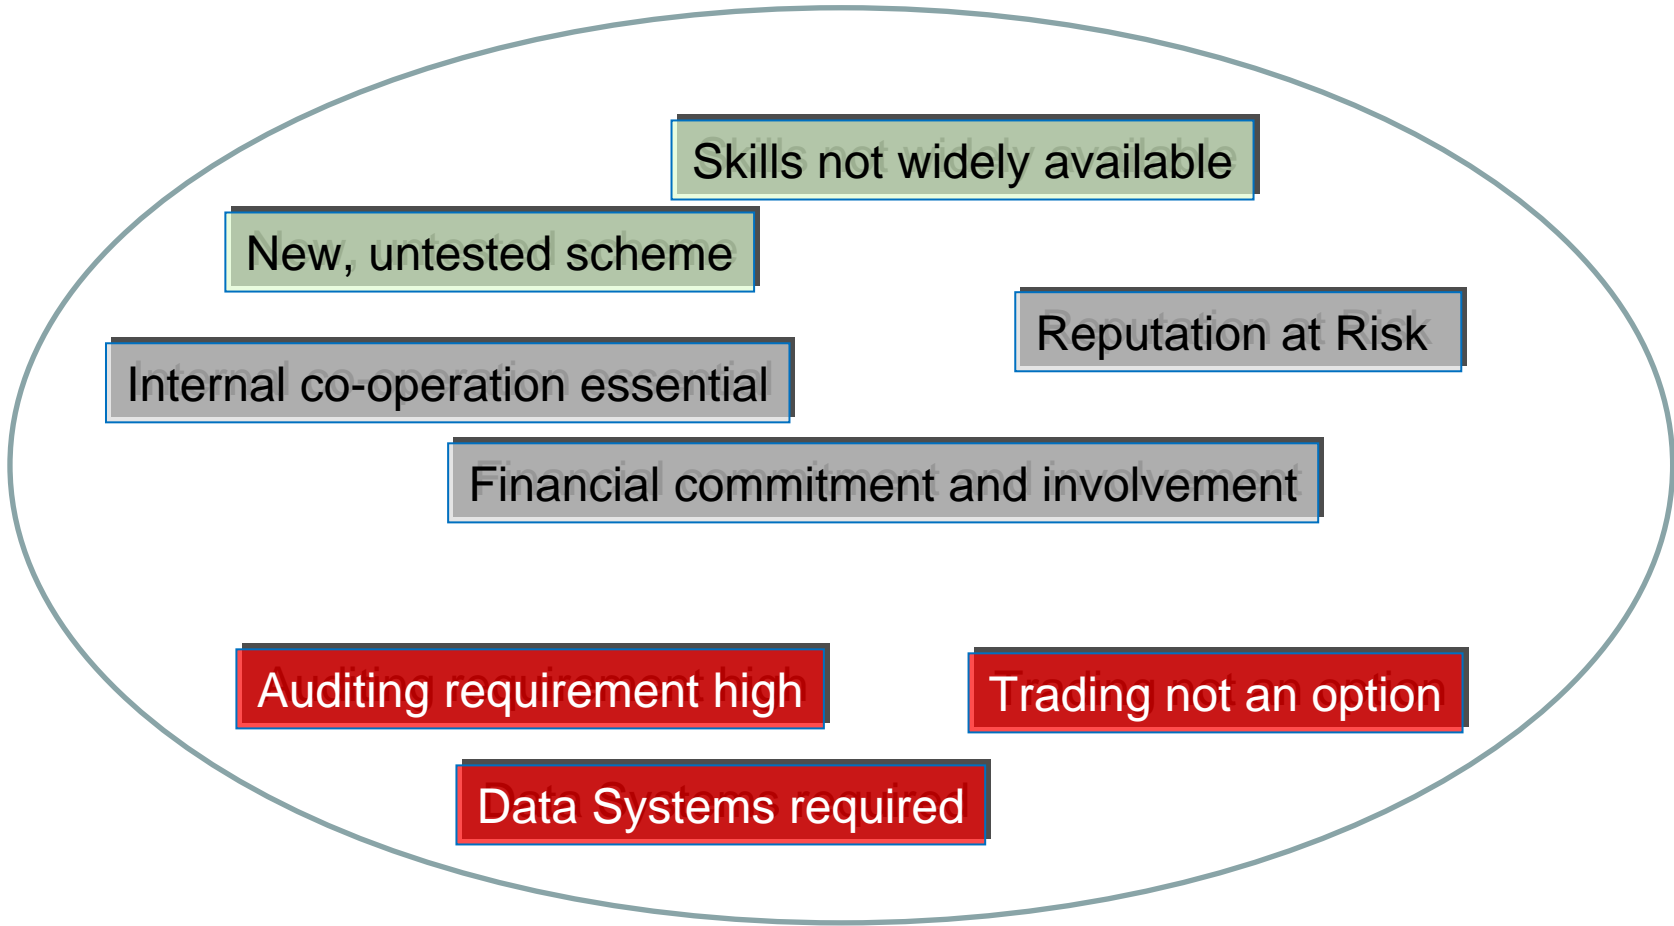 Skills not widely available
New, untested scheme
Reputation at Risk
Internal co-operation essential
Financial commitment and involvement
Auditing requirement high
Trading not an option
Data Systems required